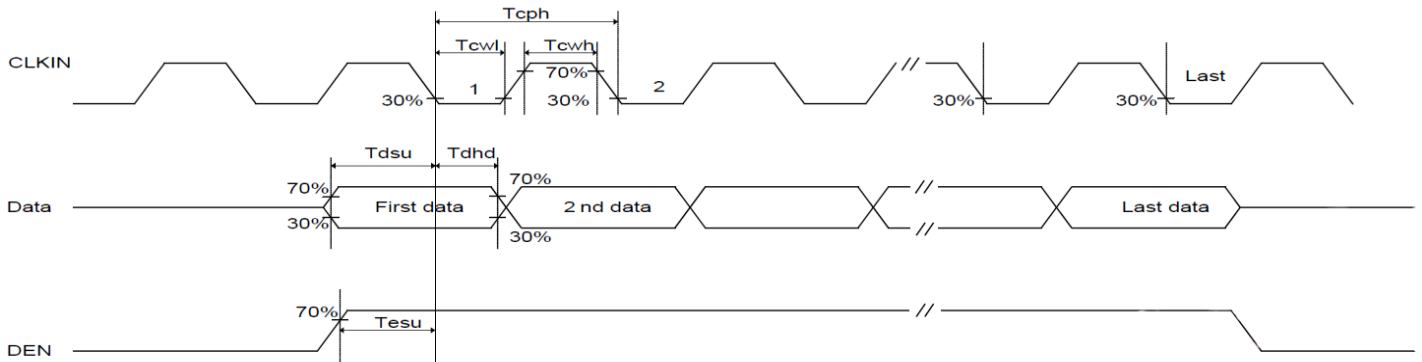 Tcph
Tcwl Tcwh
CLKIN
70%
30% 1 30% 2 30% 30% Last
Tdsu Tdhd
70% 70%
Data First data 2 nd data // Last data
30% 30%
70%
Tesu
DEN